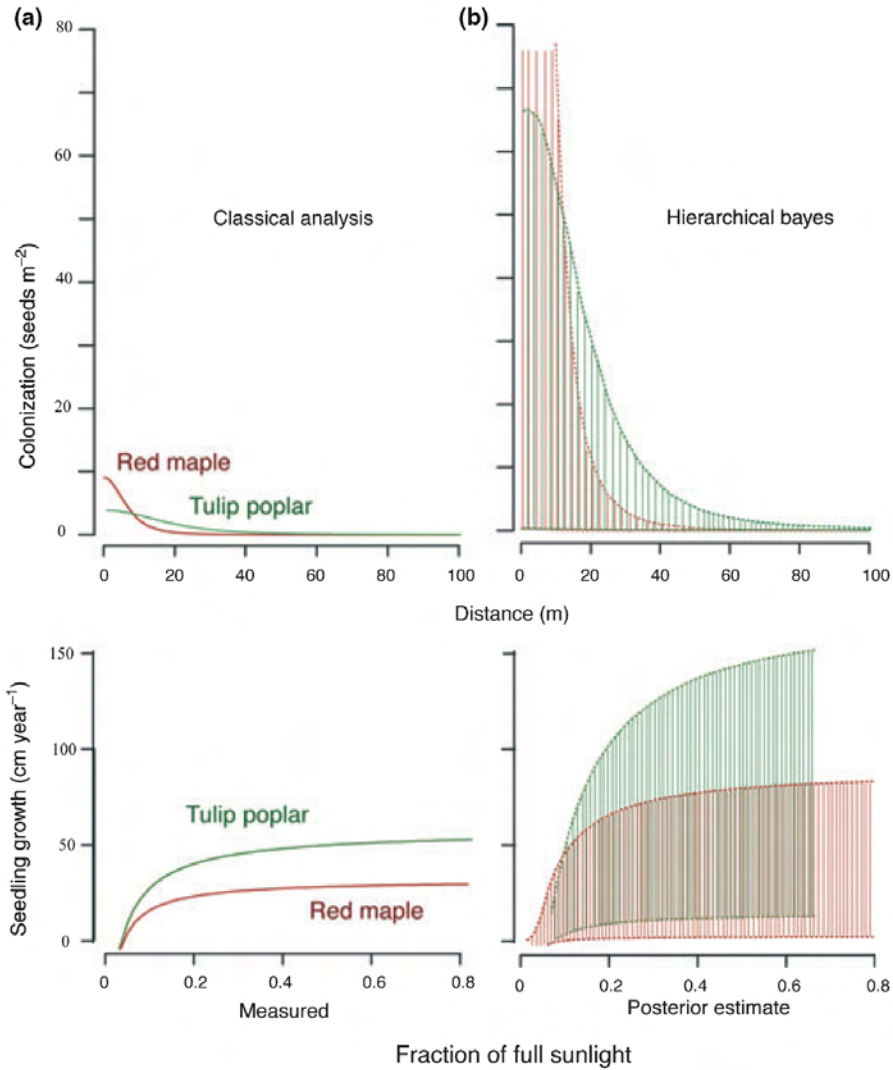 (a)
80
60
40
20
0
Colonization (seeds m⁻²)
Classical analysis
Red maple
Tulip poplar
0 20 40 60 80 100
(b)
Hierarchical bayes
0 20 40 60 80 100
Distance (m)
150
100
50
0
Seedling growth (cm year⁻¹)
Tulip poplar
Red maple
0 0.2 0.4 0.6 0.8
Measured
0 0.2 0.4 0.6 0.8
Posterior estimate
Fraction of full sunlight